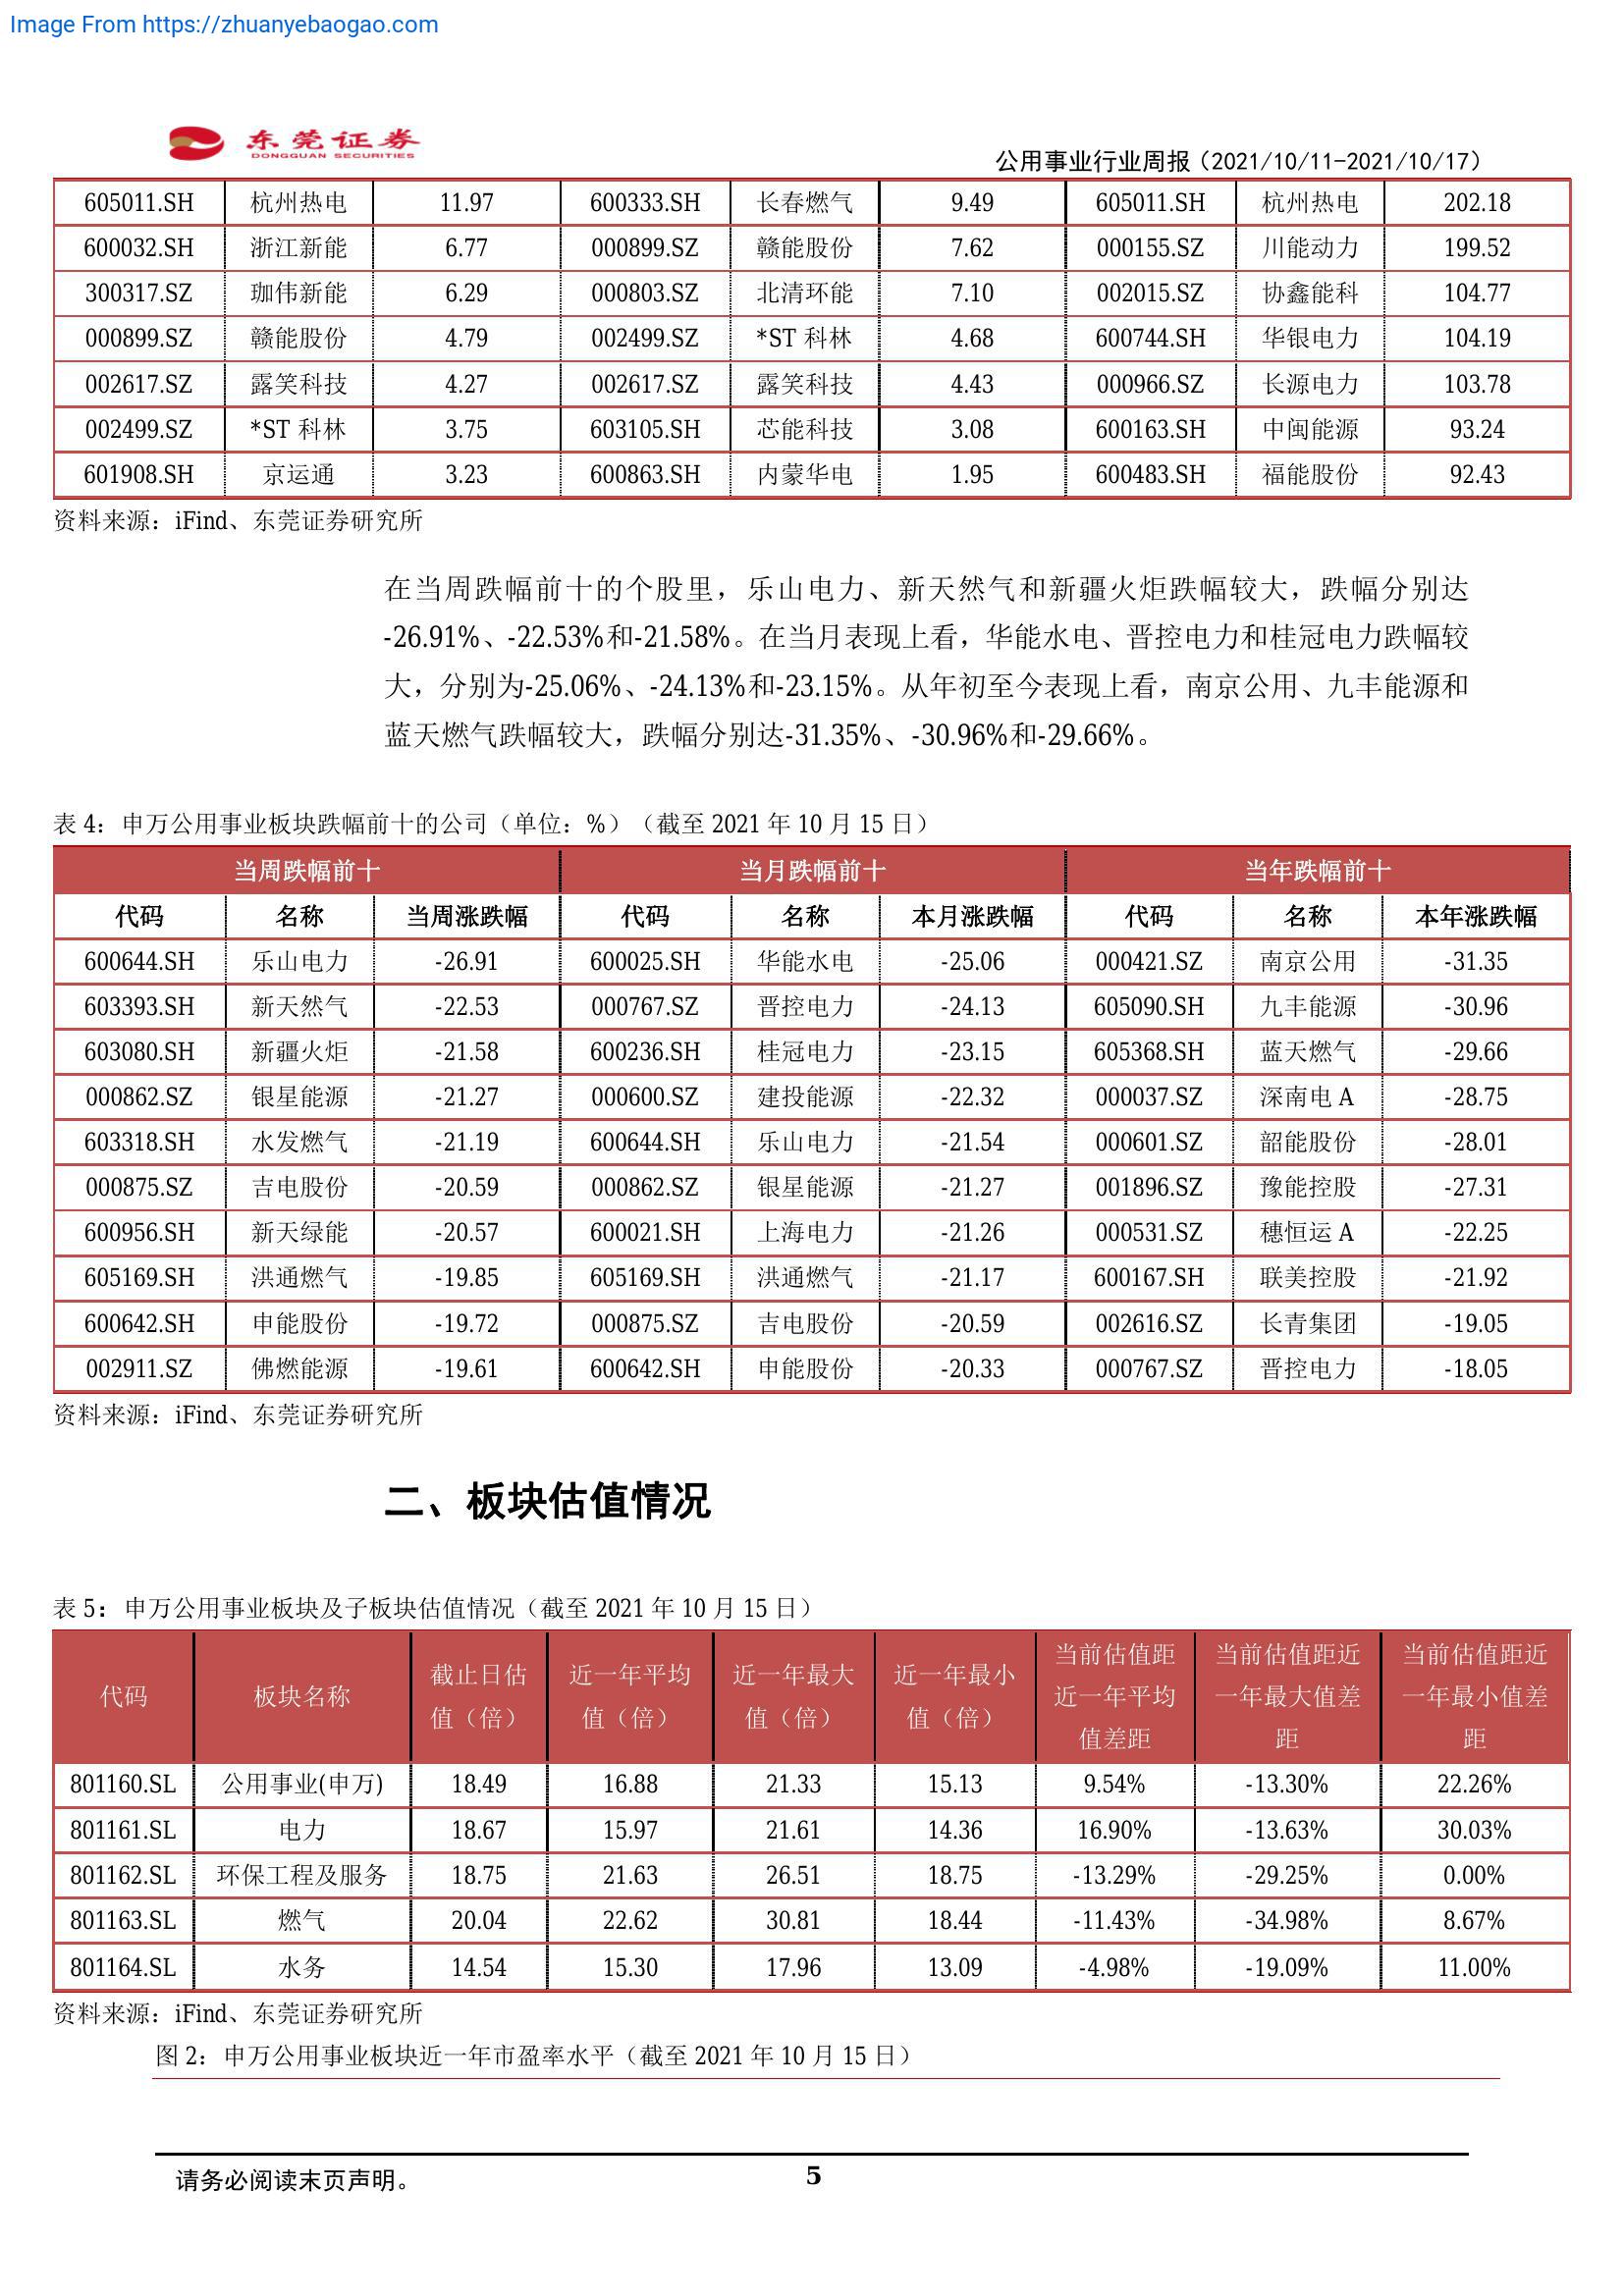 Image From https://zhuanyebaogao.com
东莞证券
DONGGUAN SECURITIES
公用事业行业周报（2021/10/11-2021/10/17）
605011.SH 杭州热电 11.97 600333.SH 长春燃气 9.49 605011.SH 杭州热电 202.18
600032.SH 浙江新能 6.77 000899.SZ 赣能股份 7.62 000155.SZ 川能动力 199.52
300317.SZ 珈伟新能 6.29 000803.SZ 北清环能 7.10 002015.SZ 协鑫能科 104.77
000899.SZ 赣能股份 4.79 002499.SZ *ST 科林 4.68 600744.SH 华银电力 104.19
002617.SZ 露笑科技 4.27 002617.SZ 露笑科技 4.43 000966.SZ 长源电力 103.78
002499.SZ *ST 科林 3.75 603105.SH 芯能科技 3.08 600163.SH 中闽能源 93.24
601908.SH 京运通 3.23 600863.SH 内蒙华电 1.95 600483.SH 福能股份 92.43
资料来源：iFind、东莞证券研究所
在当周跌幅前十的个股里，乐山电力、新天然气和新疆火炬跌幅较大，跌幅分别达
-26.91%、-22.53%和-21.58%。在当月表现上看，华能水电、晋控电力和桂冠电力跌幅较
大，分别为-25.06%、-24.13%和-23.15%。从年初至今表现上看，南京公用、九丰能源和
蓝天燃气跌幅较大，跌幅分别达-31.35%、-30.96%和-29.66%。
表 4：申万公用事业板块跌幅前十的公司（单位：%）（截至 2021 年 10 月 15 日）
当周跌幅前十 当月跌幅前十 当年跌幅前十
代码 名称 当周涨跌幅 代码 名称 本月涨跌幅 代码 名称 本年涨跌幅
600644.SH 乐山电力 -26.91 600025.SH 华能水电 -25.06 000421.SZ 南京公用 -31.35
603393.SH 新天然气 -22.53 000767.SZ 晋控电力 -24.13 605090.SH 九丰能源 -30.96
603080.SH 新疆火炬 -21.58 600236.SH 桂冠电力 -23.15 605368.SH 蓝天燃气 -29.66
000862.SZ 银星能源 -21.27 000600.SZ 建投能源 -22.32 000037.SZ 深南电 A -28.75
603318.SH 水发燃气 -21.19 600644.SH 乐山电力 -21.54 000601.SZ 韶能股份 -28.01
000875.SZ 吉电股份 -20.59 000862.SZ 银星能源 -21.27 001896.SZ 豫能控股 -27.31
600956.SH 新天绿能 -20.57 600021.SH 上海电力 -21.26 000531.SZ 穗恒运 A -22.25
605169.SH 洪通燃气 -19.85 605169.SH 洪通燃气 -21.17 600167.SH 联美控股 -21.92
600642.SH 申能股份 -19.72 000875.SZ 吉电股份 -20.59 002616.SZ 长青集团 -19.05
002911.SZ 佛燃能源 -19.61 600642.SH 申能股份 -20.33 000767.SZ 晋控电力 -18.05
资料来源：iFind、东莞证券研究所
二、板块估值情况
表 5：申万公用事业板块及子板块估值情况（截至 2021 年 10 月 15 日）
代码 板块名称 截止日估值（倍） 近一年平均值（倍） 近一年最大值（倍） 近一年最小值（倍） 当前估值距近一年平均值差距 当前估值距近一年最大值差距 当前估值距近一年最小值差距
801160.SL 公用事业(申万) 18.49 16.88 21.33 15.13 9.54% -13.30% 22.26%
801161.SL 电力 18.67 15.97 21.61 14.36 16.90% -13.63% 30.03%
801162.SL 环保工程及服务 18.75 21.63 26.51 18.75 -13.29% -29.25% 0.00%
801163.SL 燃气 20.04 22.62 30.81 18.44 -11.43% -34.98% 8.67%
801164.SL 水务 14.54 15.30 17.96 13.09 -4.98% -19.09% 11.00%
资料来源：iFind、东莞证券研究所
图 2：申万公用事业板块近一年市盈率水平（截至 2021 年 10 月 15 日）
请务必阅读末页声明。
5